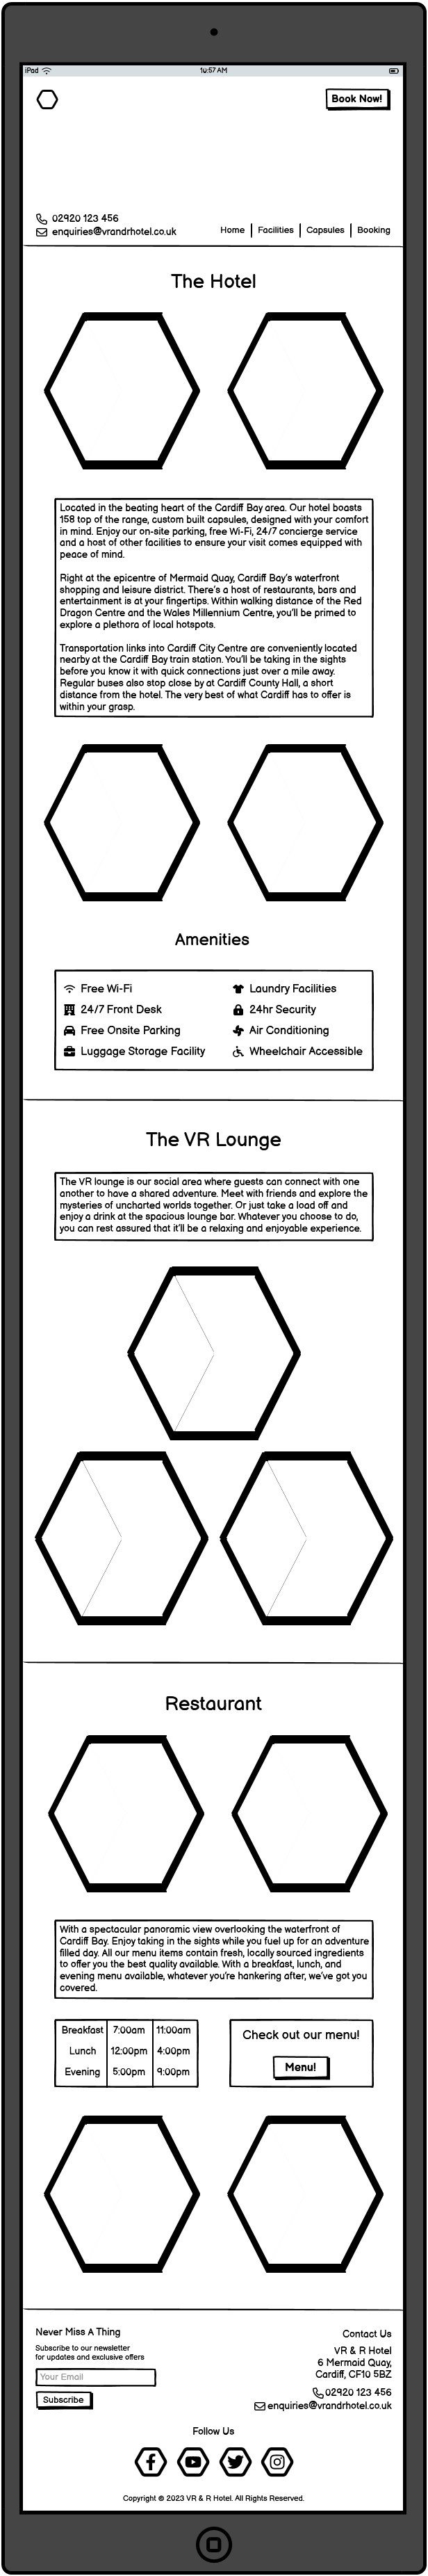 iPad
10:57 AM
Book Now!
02920 123 456
enquiries@vrandrhotel.co.uk
Home
Facilities
Capsules
Booking
The Hotel
Located in the beating heart of the Cardiff Bay area. Our hotel boasts
158 top of the range, custom built capsules, designed with your comfort
in mind. Enjoy our on-site parking, free Wi-Fi, 24/7 concierge service
and a host of other facilities to ensure your visit comes equipped with
peace of mind.
Right at the epicentre of Mermaid Quay, Cardiff Bay's waterfront
shopping and leisure district. There's a host of restaurants, bars and
entertainment is at your fingertips. Within walking distance of the Red
Dragon Centre and the Wales Millennium Centre, you'll be primed to
explore a plethora of local hotspots.
Transportation links into Cardiff City Centre are conveniently located
nearby at the Cardiff Bay train station. You'll be taking in the sights
before you know it with quick connections just over a mile away.
Regular buses also stop close by at Cardiff County Hall, a short
distance from the hotel. The very best of what Cardiff has to offer is
within your grasp.
Amenities
Free Wi-Fi
Laundry Facilities
24/7 Front Desk
24hr Security
Free Onsite Parking
Air Conditioning
Luggage Storage Facility
Wheelchair Accessible
The VR Lounge
The VR lounge is our social area where guests can connect with one
another to have a shared adventure. Meet with friends and explore the
mysteries of uncharted worlds together. Or just take a load off and
enjoy a drink at the spacious lounge bar. Whatever you choose to do,
you can rest assured that it'll be a relaxing and enjoyable experience.
Restaurant
With a spectacular panoramic view overlooking the waterfront of
Cardiff Bay. Enjoy taking in the sights while you fuel up for an adventure
filled day. All our menu items contain fresh, locally sourced ingredients
to offer you the best quality available. With a breakfast, lunch, and
evening menu available, whatever you're hankering after, we've got you
covered.
Breakfast 7:00am 11:00am
Lunch 12:00pm 4:00pm
Evening 5:00pm 9:00pm
Check out our menu!
Menu!
Never Miss A Thing
Subscribe to our newsletter
for updates and exclusive offers
Your Email
Subscribe
Contact Us
VR & R Hotel
6 Mermaid Quay,
Cardiff, CF10 5BZ
02920 123 456
enquiries@vrandrhotel.co.uk
Follow Us
Copyright © 2023 VR & R Hotel. All Rights Reserved.